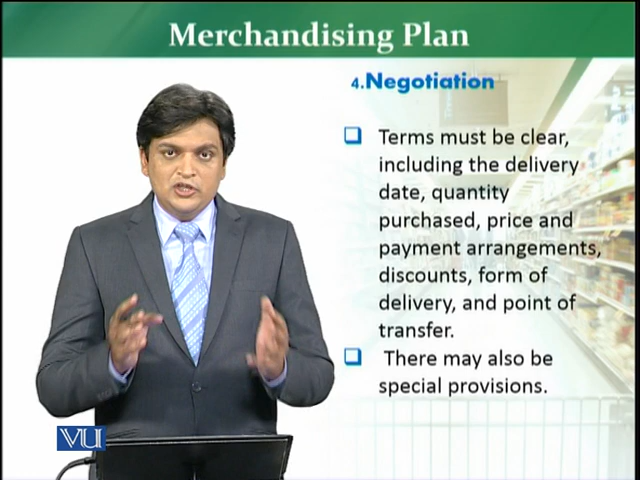 Merchandising Plan
4.Negotiation
Terms must be clear,
including the delivery
date, quantity
purchased, price and
payment arrangements,
discounts, form of
delivery, and point of
transfer.
There may also be
special provisions.
VU